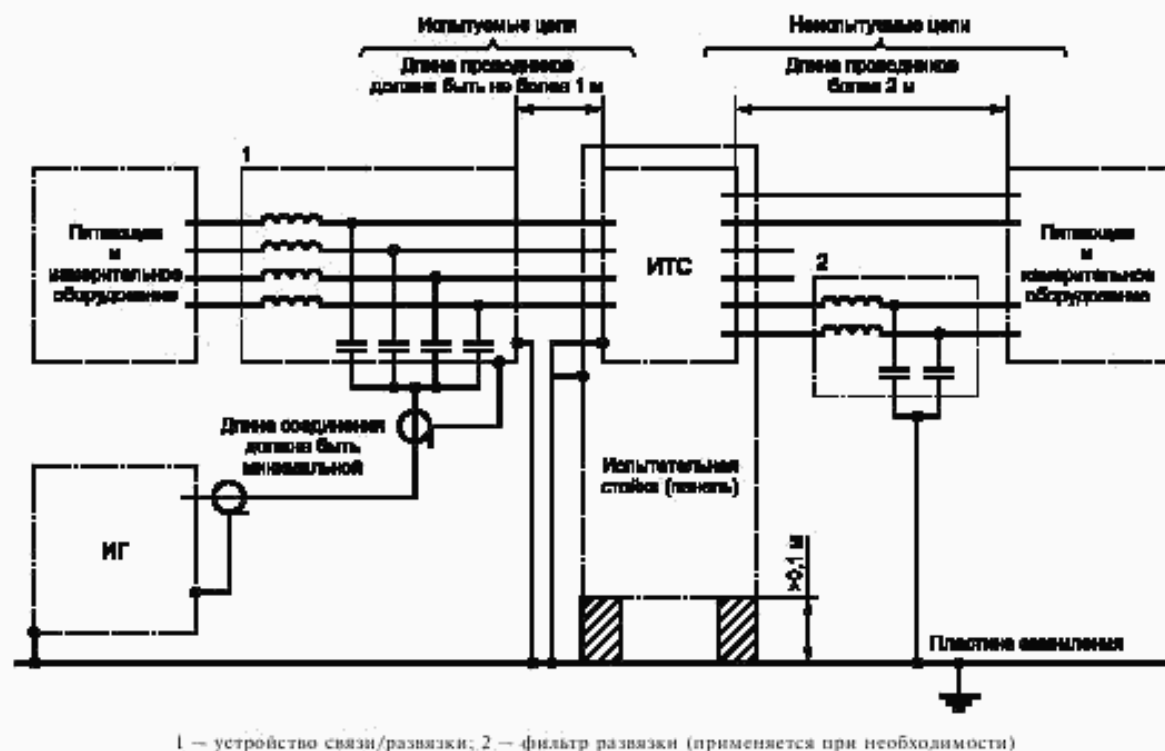 Испытуемые цепи
Неиспытуемые цепи
Длина проводников
должна быть не более 1 м
Длина проводников
более 2 м
1
Питающее
и
измерительное
оборудование
ИТС
2
Питающее
и
измерительное
оборудование
Длина соединения
должна быть
минимальной
Испытательная
стойка (панель)
ИГ
>0,1 м
Пластина заземления
1 — устройство связи/развязки; 2 — фильтр развязки (применяется при необходимости)